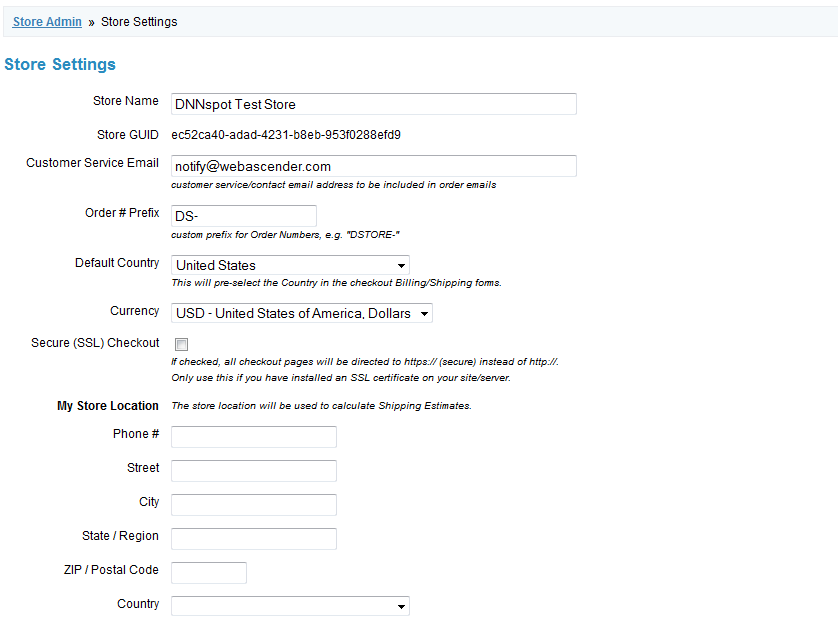 Store Admin » Store Settings
Store Settings
Store Name DNNspot Test Store
Store GUID ec52ca40-adad-4231-b8eb-953f0288efd9
Customer Service Email notify@webascender.com
customer service/contact email address to be included in order emails
Order # Prefix DS-
custom prefix for Order Numbers, e.g. "DSTORE-"
Default Country United States
This will pre-select the Country in the checkout Billing/Shipping forms.
Currency USD - United States of America, Dollars
Secure (SSL) Checkout
If checked, all checkout pages will be directed to https:// (secure) instead of http://.
Only use this if you have installed an SSL certificate on your site/server.
My Store Location The store location will be used to calculate Shipping Estimates.
Phone #
Street
City
State / Region
ZIP / Postal Code
Country